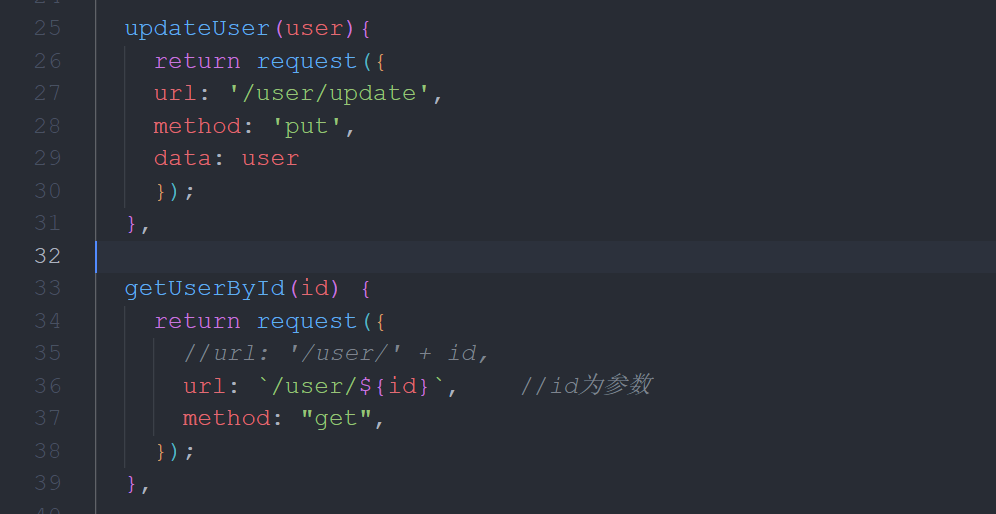 25 updateUser(user){
26 return request({
27 url: '/user/update',
28 method: 'put',
29 data: user
30 });
31 },
32
33 getUserById(id) {
34 return request({
35 //url: '/user/' + id,
36 url: `/user/${id}`, //id为参数
37 method: "get",
38 });
39 },